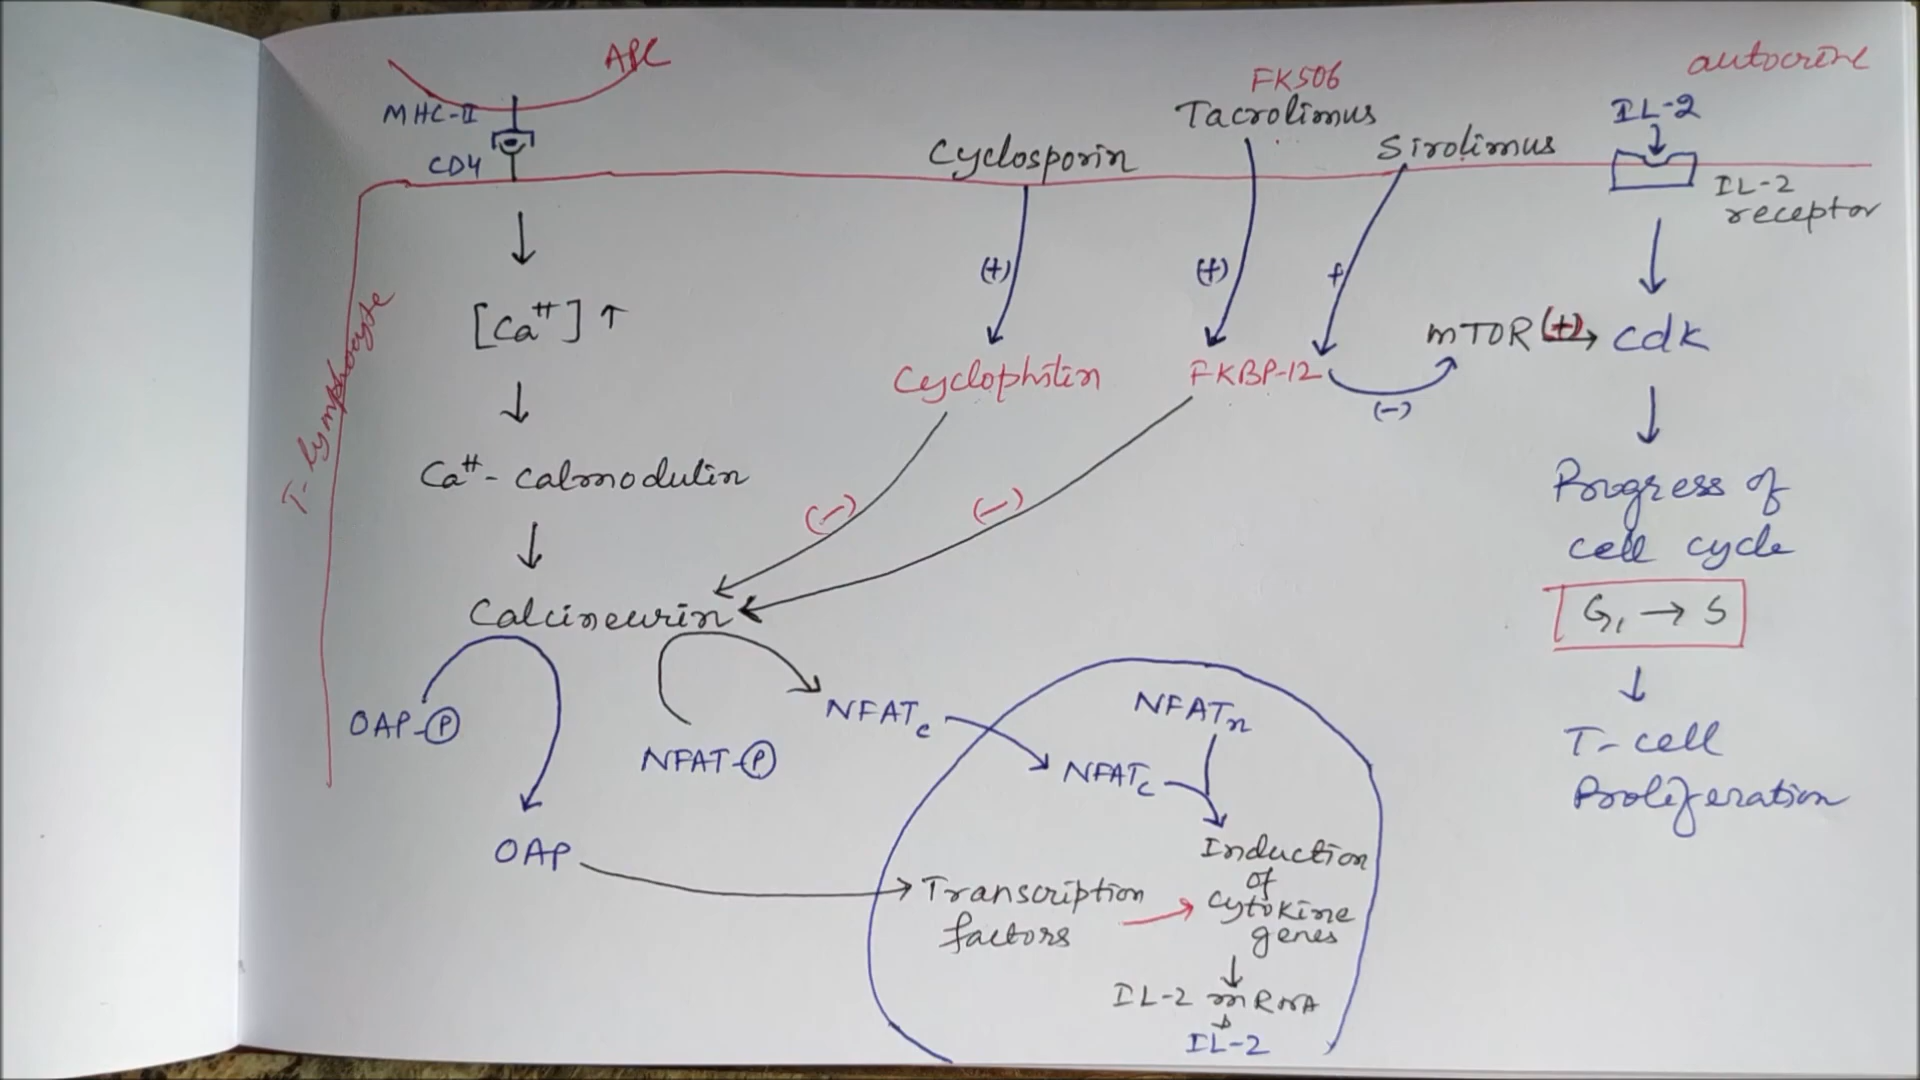 APC
MHC-II
CD4
T-lymphocyte
[Ca⁺⁺] ↑
Ca⁺⁺- calmodulin
Calcineurin
OAP-Ⓟ
OAP
NFAT-Ⓟ
NFATc
Cyclosporin
(+)
Cyclophilin
(-)
FK506
Tacrolimus
(+)
FKBP-12
(-)
Sirolimus
+
(-)
mTOR (+)→ cdk
autocrine
IL-2
IL-2
receptor
Progress of
cell cycle
G₁ → S
T-cell
Proliferation
NFATn
NFATc
Induction
of
cytokine
genes
Transcription
factors
IL-2 mRNA
IL-2